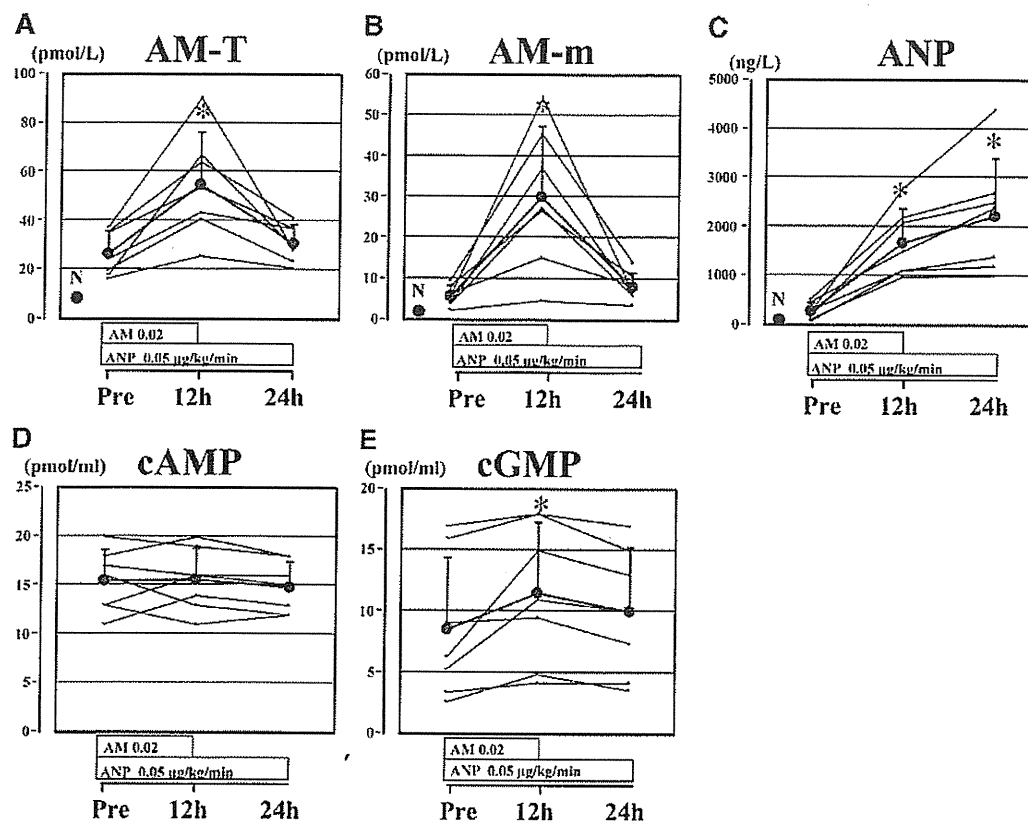 A
(pmol/L)
AM-T
100
80
60
40
20
0
N
*
AM 0.02
ANP 0.05 µg/kg/min
Pre 12h 24h
B
(pmol/L)
AM-m
60
50
40
30
20
10
0
N
*
AM 0.02
ANP 0.05 µg/kg/min
Pre 12h 24h
C
(ng/L)
ANP
5000
4000
3000
2000
1000
0
N
*
*
AM 0.02
ANP 0.05 µg/kg/min
Pre 12h 24h
D
(pmol/ml)
cAMP
25
20
15
10
5
0
AM 0.02
ANP 0.05 µg/kg/min
Pre 12h 24h
E
(pmol/ml)
cGMP
20
15
10
5
0
*
AM 0.02
ANP 0.05 µg/kg/min
Pre 12h 24h